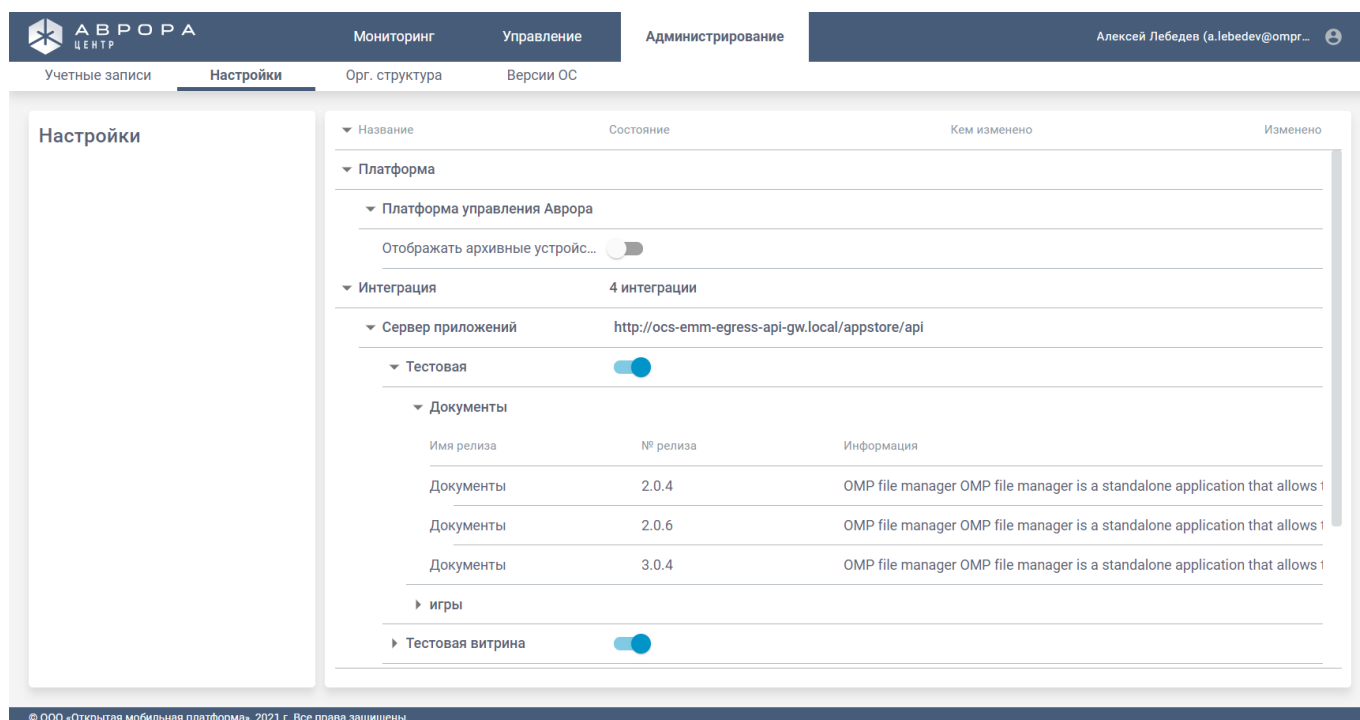 АВРОРА
ЦЕНТР
Мониторинг Управление Администрирование Алексей Лебедев (a.lebedev@ompr...
Учетные записи Настройки Орг. структура Версии ОС
Настройки
Название Состояние Кем изменено Изменено
Платформа
Платформа управления Аврора
Отображать архивные устройс...
Интеграция 4 интеграции
Сервер приложений http://ocs-emm-egress-api-gw.local/appstore/api
Тестовая
Документы
Имя релиза № релиза Информация
Документы 2.0.4 OMP file manager OMP file manager is a standalone application that allows
Документы 2.0.6 OMP file manager OMP file manager is a standalone application that allows
Документы 3.0.4 OMP file manager OMP file manager is a standalone application that allows
игры
Тестовая витрина
© ООО «Открытая мобильная платформа», 2021 г. Все права защищены